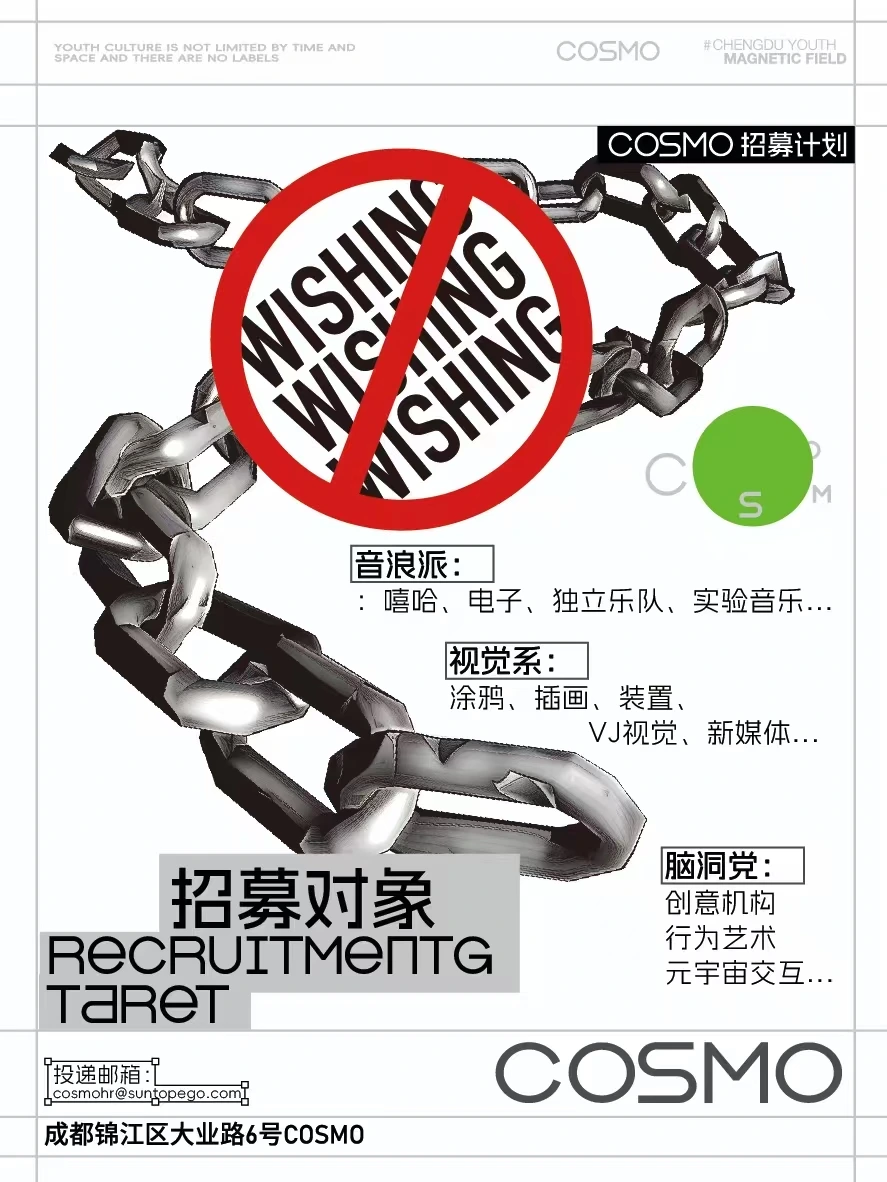 YOUTH CULTURE IS NOT LIMITED BY TIME AND
SPACE AND THERE ARE NO LABELS
COSMO
#CHENGDU YOUTH
MAGNETIC FIELD
COSMO 招募计划
WISHING
WISHING
WISHING
C O
S M
音浪派：
：嘻哈、电子、独立乐队、实验音乐...
视觉系：
涂鸦、插画、装置、
VJ视觉、新媒体...
脑洞党：
创意机构
行为艺术
元宇宙交互...
招募对象
RECRUITMENTG
TARET
投递邮箱:
cosmohr@suntopego.com
COSMO
成都锦江区大业路6号COSMO